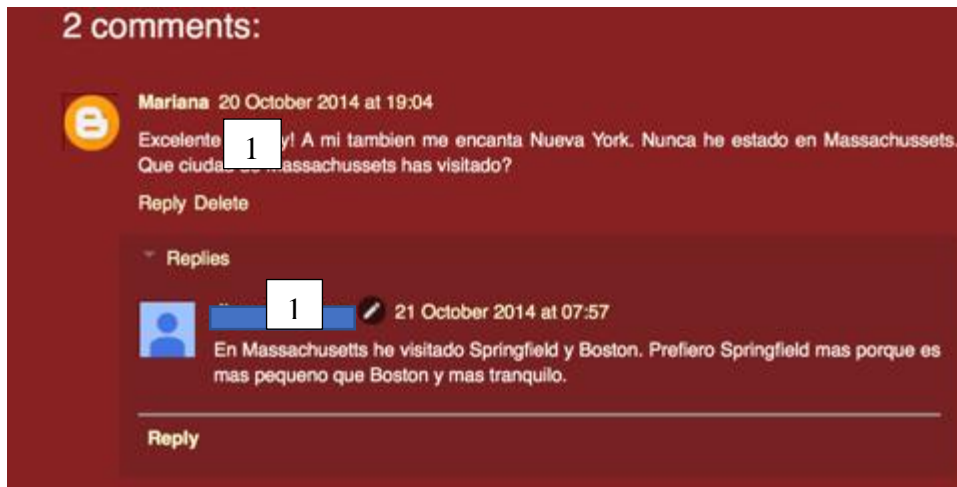 2 comments:
Mariana 20 October 2014 at 19:04
Excelente 1 y! A mi tambien me encanta Nueva York. Nunca he estado en Massachussets.
Que de Massachussets has visitado?
Reply Delete
Replies
1 21 October 2014 at 07:57
En Massachusetts he visitado Springfield y Boston. Prefiero Springfield mas porque es
mas pequeno que Boston y mas tranquilo.
Reply